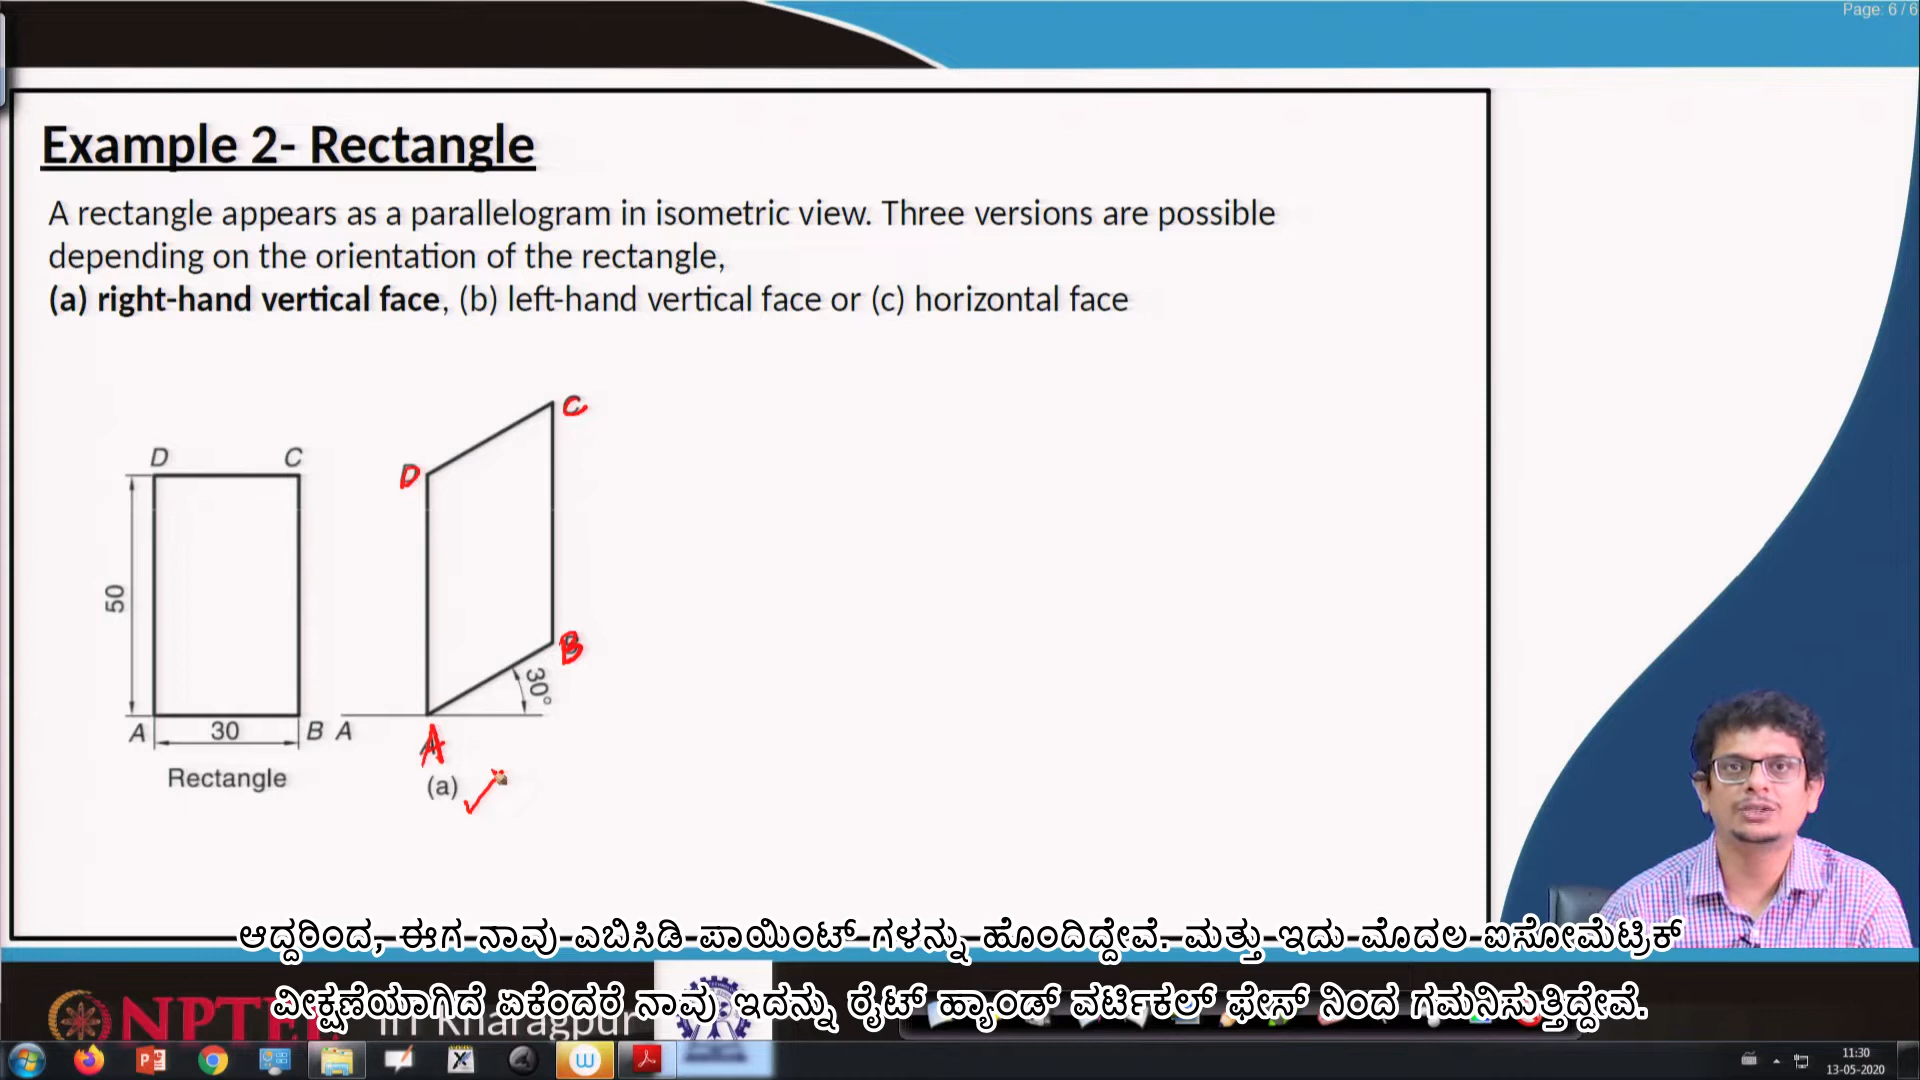 Page: 6 / 6
Example 2- Rectangle
A rectangle appears as a parallelogram in isometric view. Three versions are possible
depending on the orientation of the rectangle,
(a) right-hand vertical face, (b) left-hand vertical face or (c) horizontal face
C
D C
D
50
B
30°
A 30 B A
A
Rectangle (a)
ಆದ್ದರಿಂದ, ಈಗ ನಾವು ಎಬಿಸಿಡಿ ಪಾಯಿಂಟ್ ಗಳನ್ನು ಹೊಂದಿದ್ದೇವೆ. ಮತ್ತು ಇದು ಮೊದಲ ಐಸೋಮೆಟ್ರಿಕ್
ವೀಕ್ಷಣೆಯಾಗಿದೆ ಏಕೆಂದರೆ ನಾವು ಇದನ್ನು ರೈಟ್ ಹ್ಯಾಂಡ್ ವರ್ಟಿಕಲ್ ಫೇಸ್ ನಿಂದ ಗಮನಿಸುತ್ತಿದ್ದೇವೆ.
NPTEL IIT Kharagpur
11:30
13-05-2020